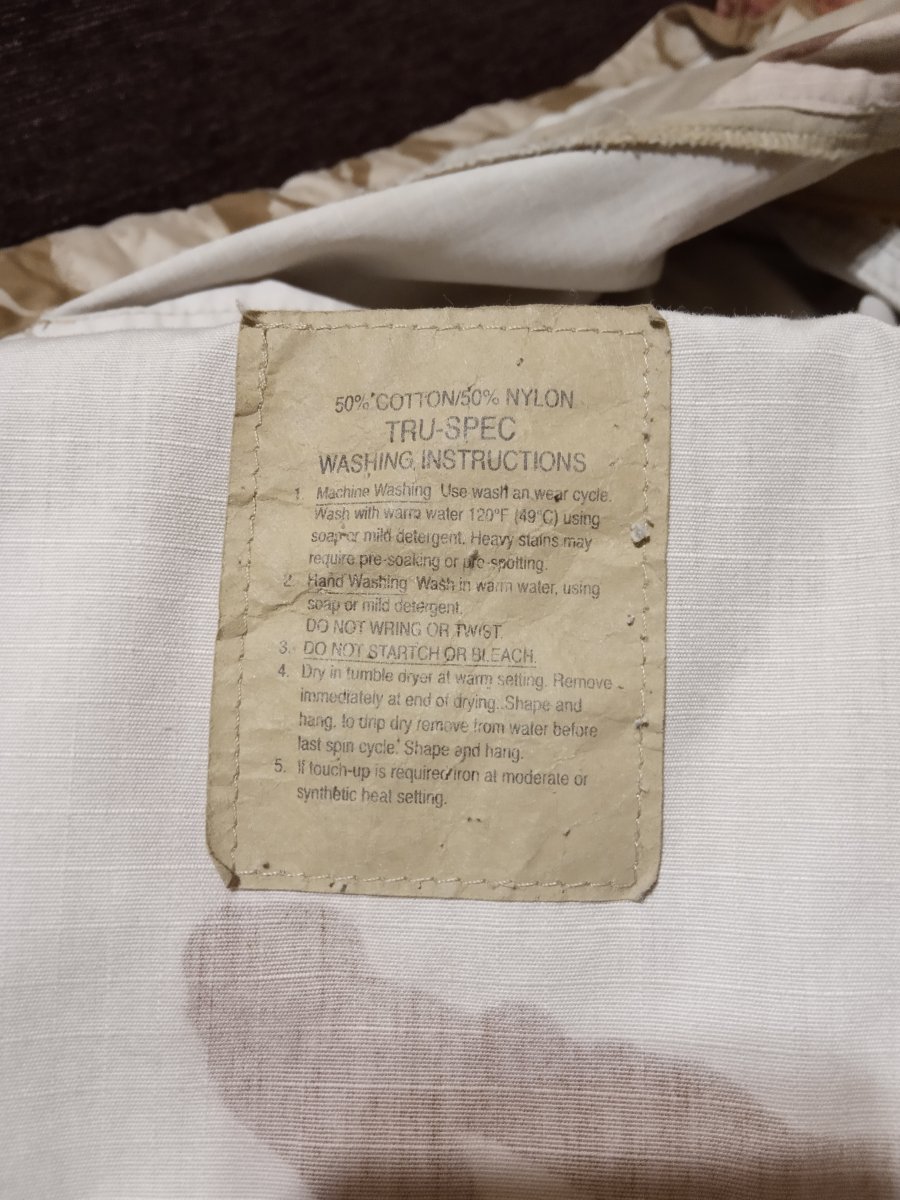 50% COTTON/50% NYLON
TRU-SPEC
WASHING INSTRUCTIONS
1. Machine Washing Use wash an wear cycle.
Wash with warm water 120°F (49°C) using
soap or mild detergent. Heavy stains may
require pre-soaking or pre-spotting.
2. Hand Washing Wash in warm water, using
soap or mild detergent.
DO NOT WRING OR TWIST.
3. DO NOT STARTCH OR BLEACH.
4. Dry in tumble dryer at warm setting. Remove
immediately at end of drying. Shape and
hang. to drip dry remove from water before
last spin cycle. Shape and hang.
5. If touch-up is required iron at moderate or
synthetic heat setting.